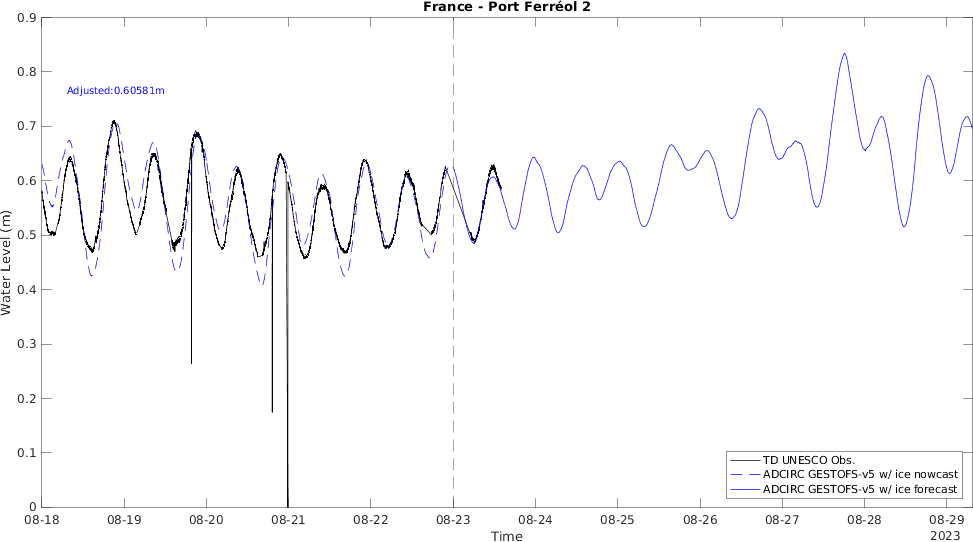 France - Port Ferréol 2
0.9
0.8
0.7
0.6
0.5
0.4
0.3
0.2
0.1
0
Water Level (m)
Adjusted:0.60581m
TD UNESCO Obs.
ADCIRC GESTOFS-v5 w/ ice nowcast
ADCIRC GESTOFS-v5 w/ ice forecast
08-18 08-19 08-20 08-21 08-22 08-23 08-24 08-25 08-26 08-27 08-28 08-29
Time
2023